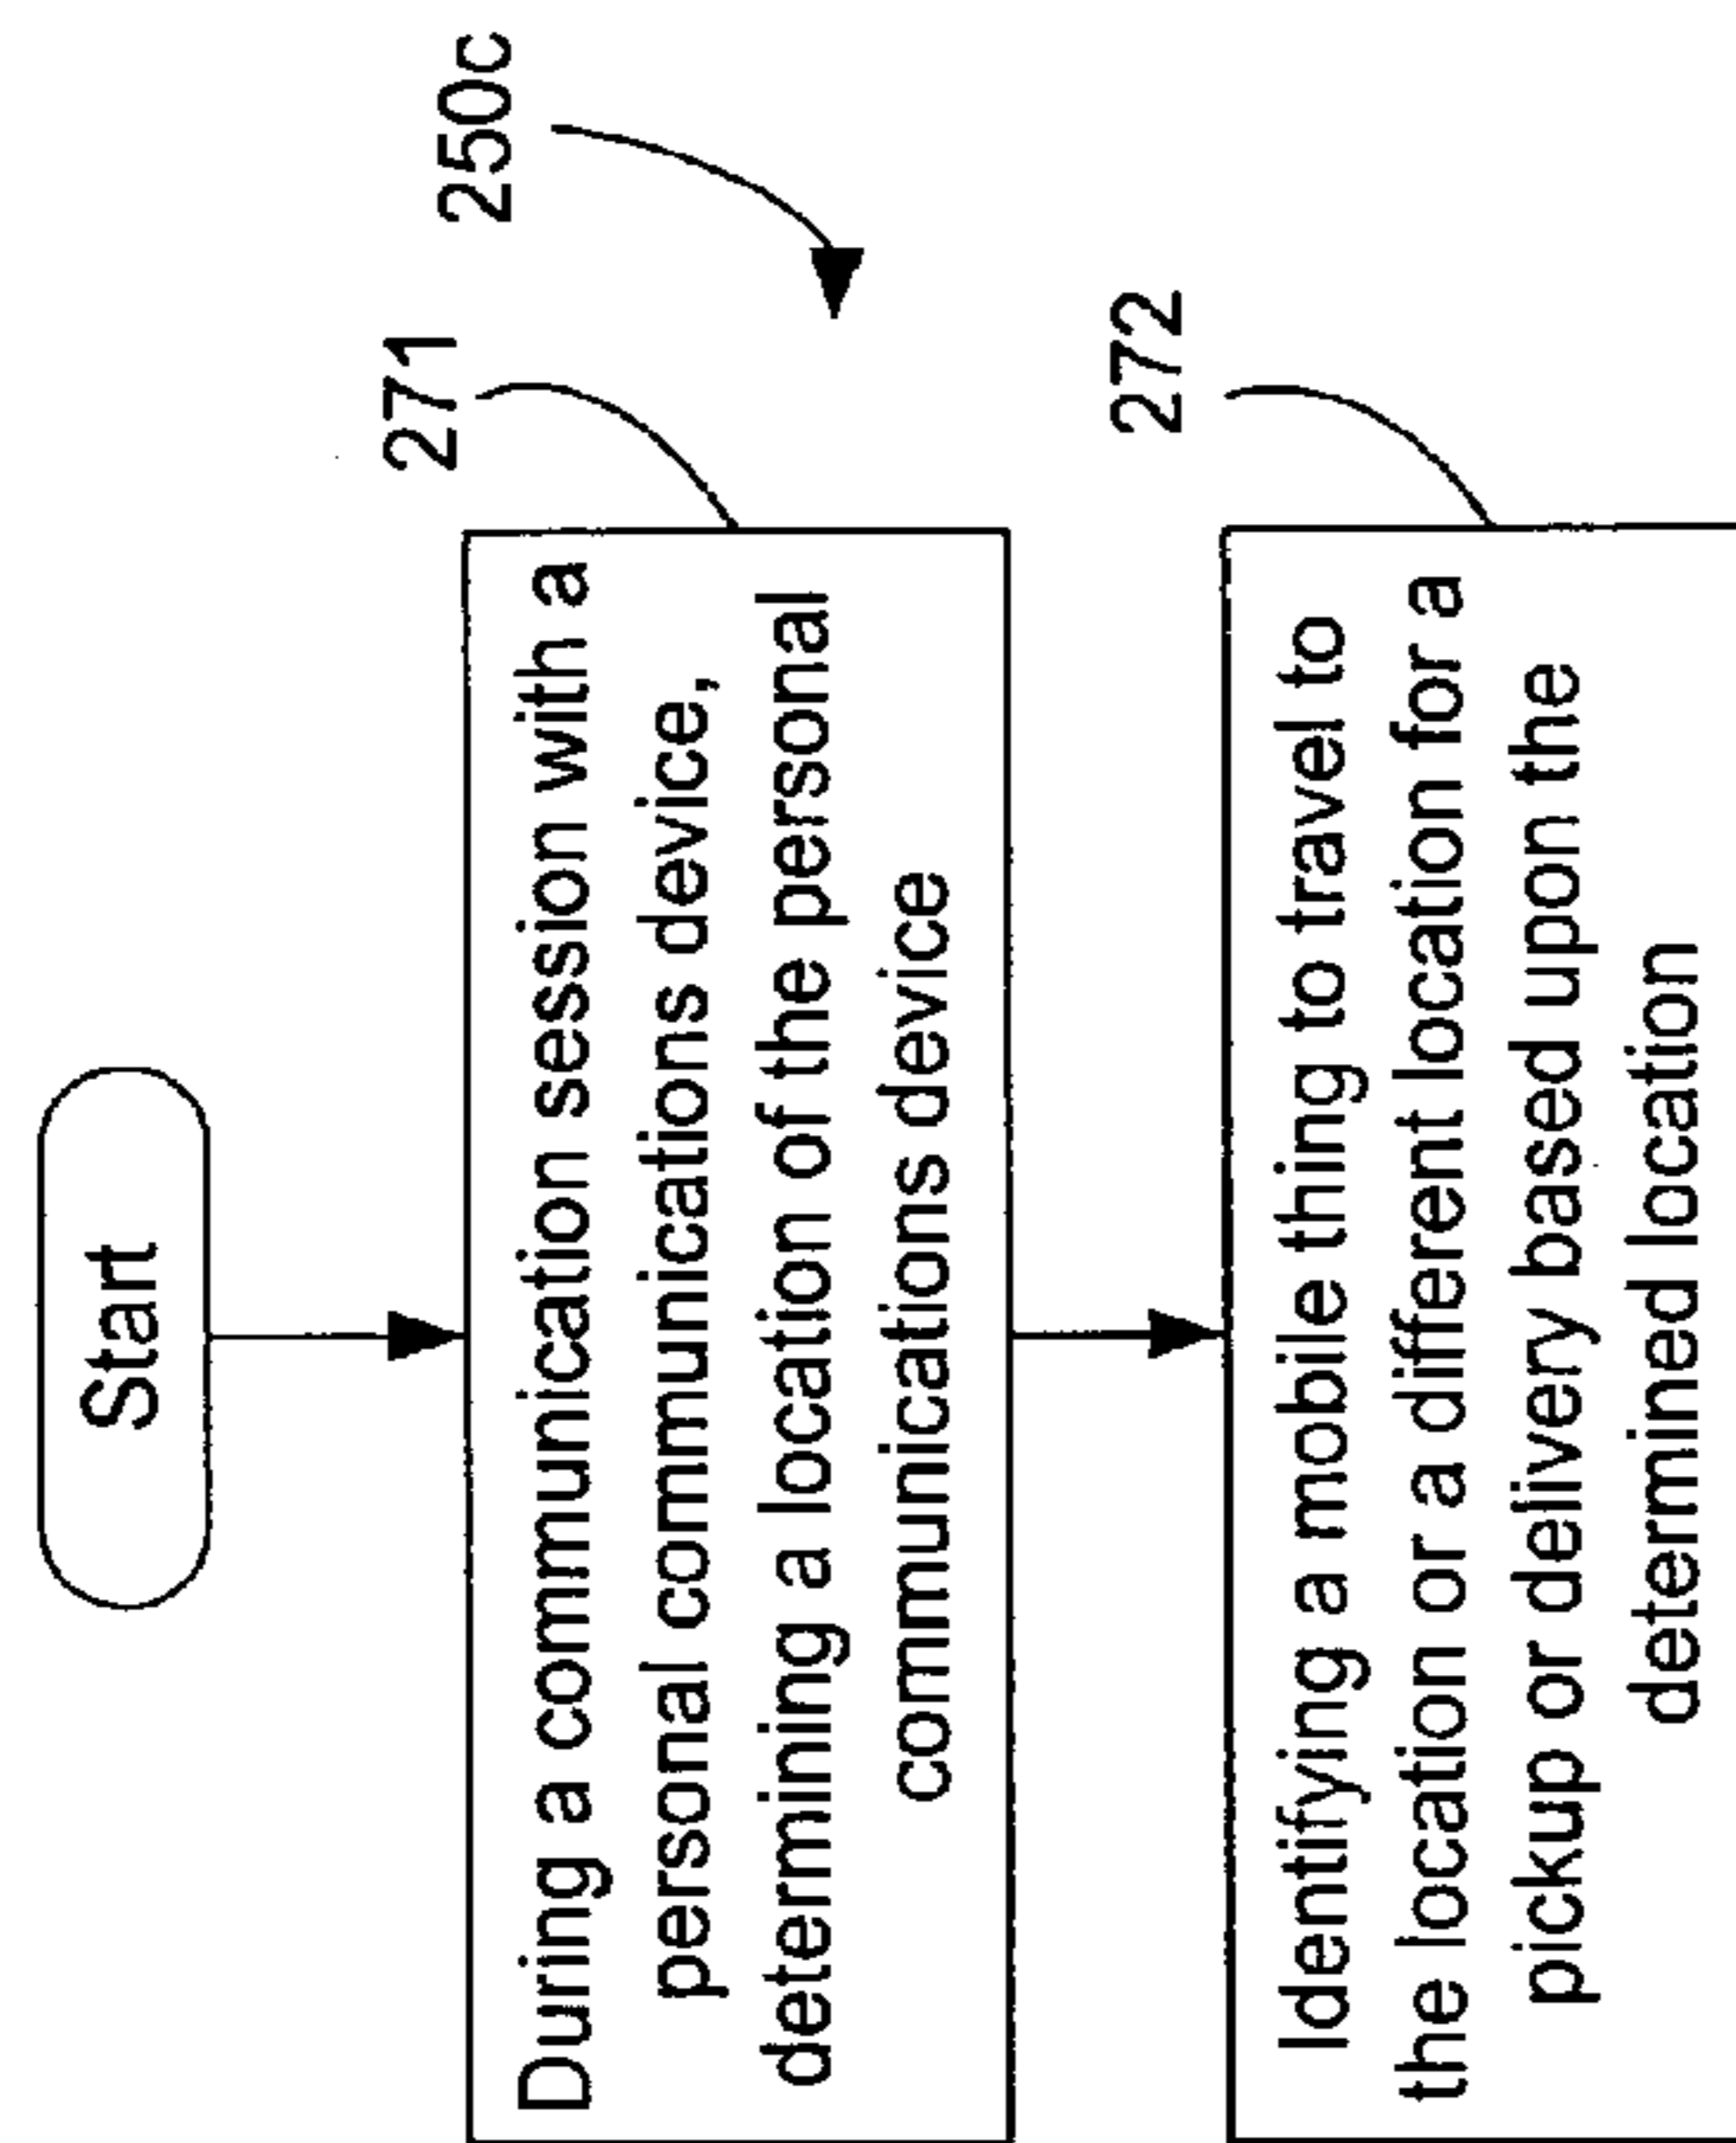 Start
250c
271
During a communication session with a
personal communications device,
determining a location of the personal
communications device
272
Identifying a mobile thing to travel to
the location or a different location for a
pickup or delivery based upon the
determined location